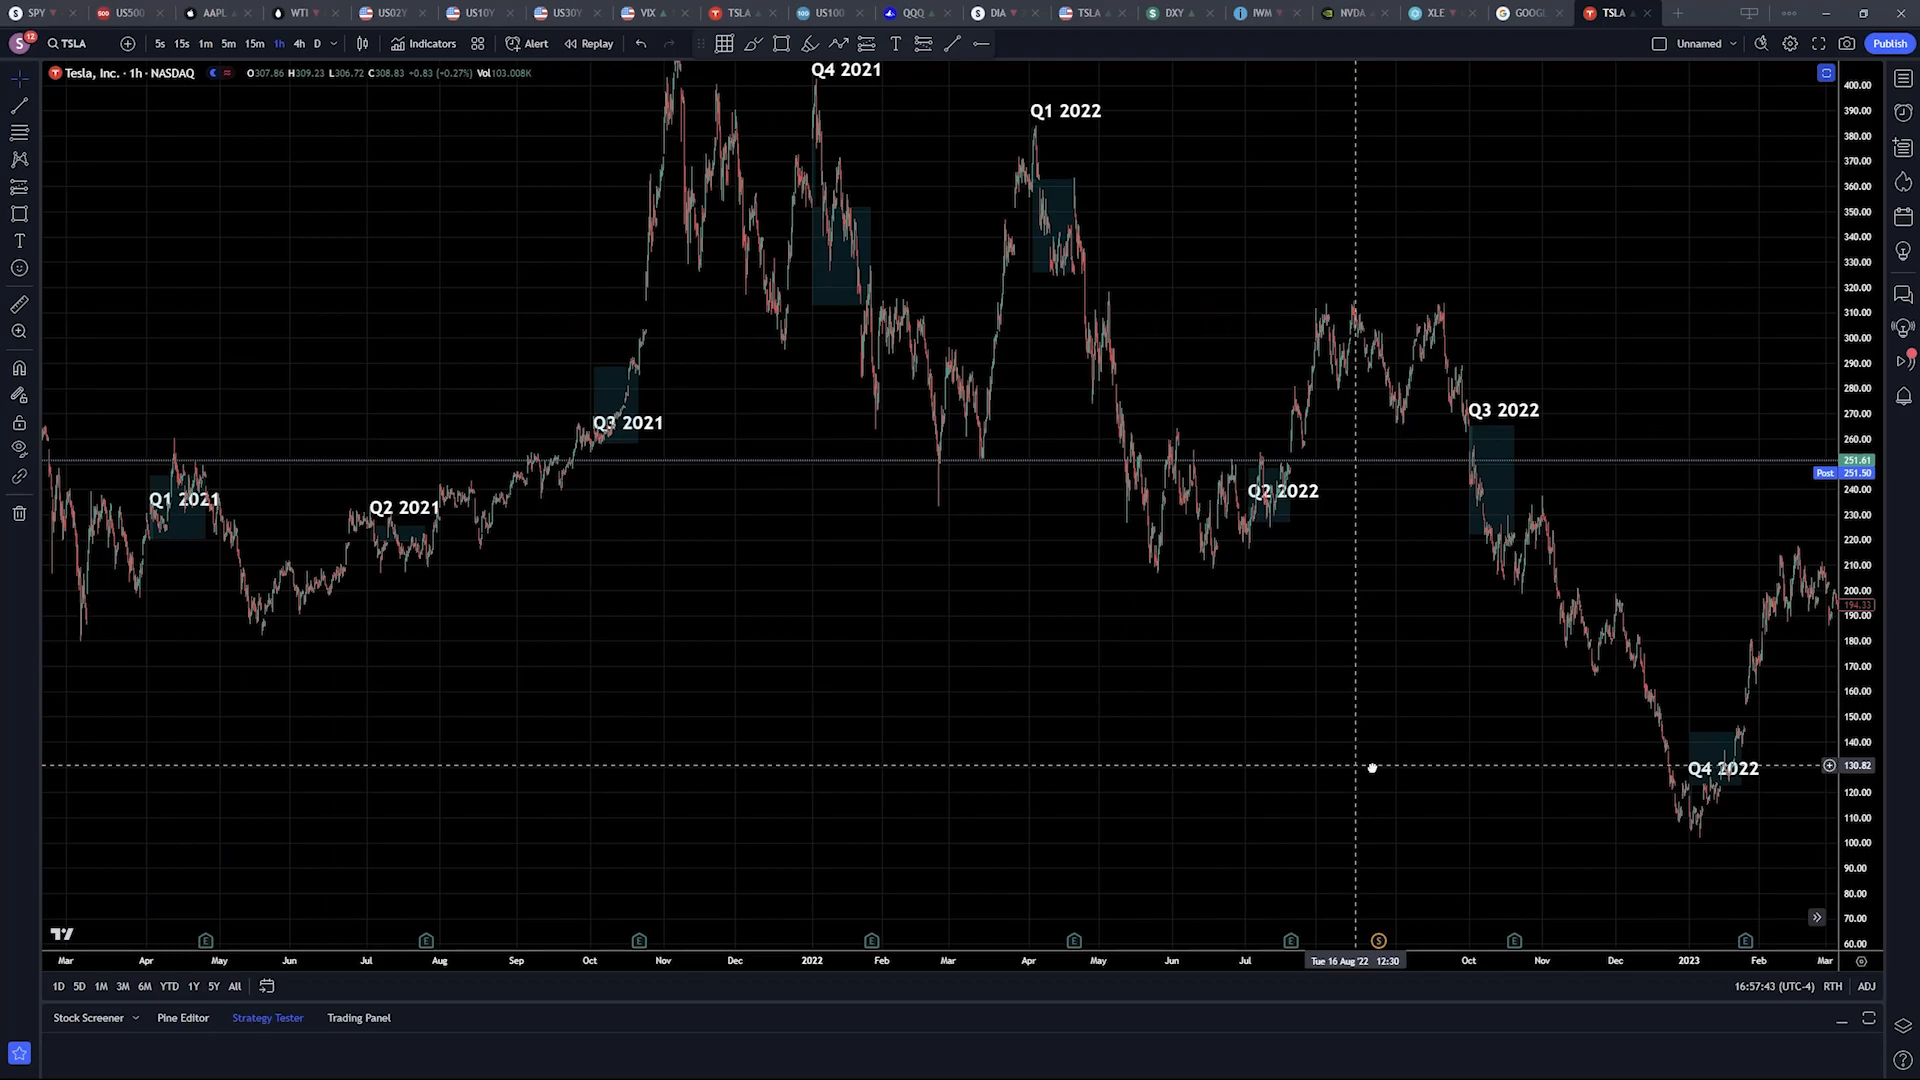 SPY US500 AAPL WTI US02Y US10Y US30Y VIX TSLA US100 QQQ DIA TSLA DXY IWM NVDA XLE GOOGL TSLA
S 12 TSLA 5s 15s 1m 5m 15m 1h 4h D Indicators Alert Replay Unnamed Publish
Tesla, Inc. · 1h · NASDAQ O307.86 H309.23 L306.72 C308.83 +0.83 (+0.27%) Vol103.008K
Q4 2021
400.00
390.00
Q1 2022
380.00
370.00
360.00
350.00
340.00
330.00
320.00
310.00
300.00
290.00
280.00
270.00
Q3 2022
Q3 2021
260.00
251.61
Post 251.50
240.00
Q2 2022
Q1 2021
Q2 2021
230.00
220.00
210.00
200.00
194.33
190.00
180.00
170.00
160.00
150.00
140.00
130.82
Q4 2022
120.00
110.00
100.00
90.00
80.00
70.00
60.00
E E E E E E S E E
Mar Apr May Jun Jul Aug Sep Oct Nov Dec 2022 Feb Mar Apr May Jun Jul Tue 16 Aug '22 12:30 Oct Nov Dec 2023 Feb Mar
1D 5D 1M 3M 6M YTD 1Y 5Y All 16:57:43 (UTC-4) RTH ADJ
Stock Screener Pine Editor Strategy Tester Trading Panel